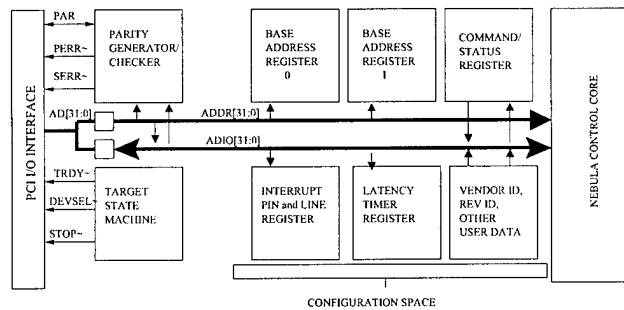 PCI I/O INTERFACE
PAR
PERR~
SERR~
PARITY
GENERATOR/
CHECKER
BASE
ADDRESS
REGISTER
0
BASE
ADDRESS
REGISTER
1
COMMAND/
STATUS
REGISTER
NEBULA CONTROL CORE
AD[31:0]
ADDR[31:0]
ADIO[31:0]
TRDY~
DEVSEL~
STOP~
TARGET
STATE
MACHINE
INTERRUPT
PIN and LINE
REGISTER
LATENCY
TIMER
REGISTER
VENDOR ID,
REV ID,
OTHER
USER DATA
CONFIGURATION SPACE